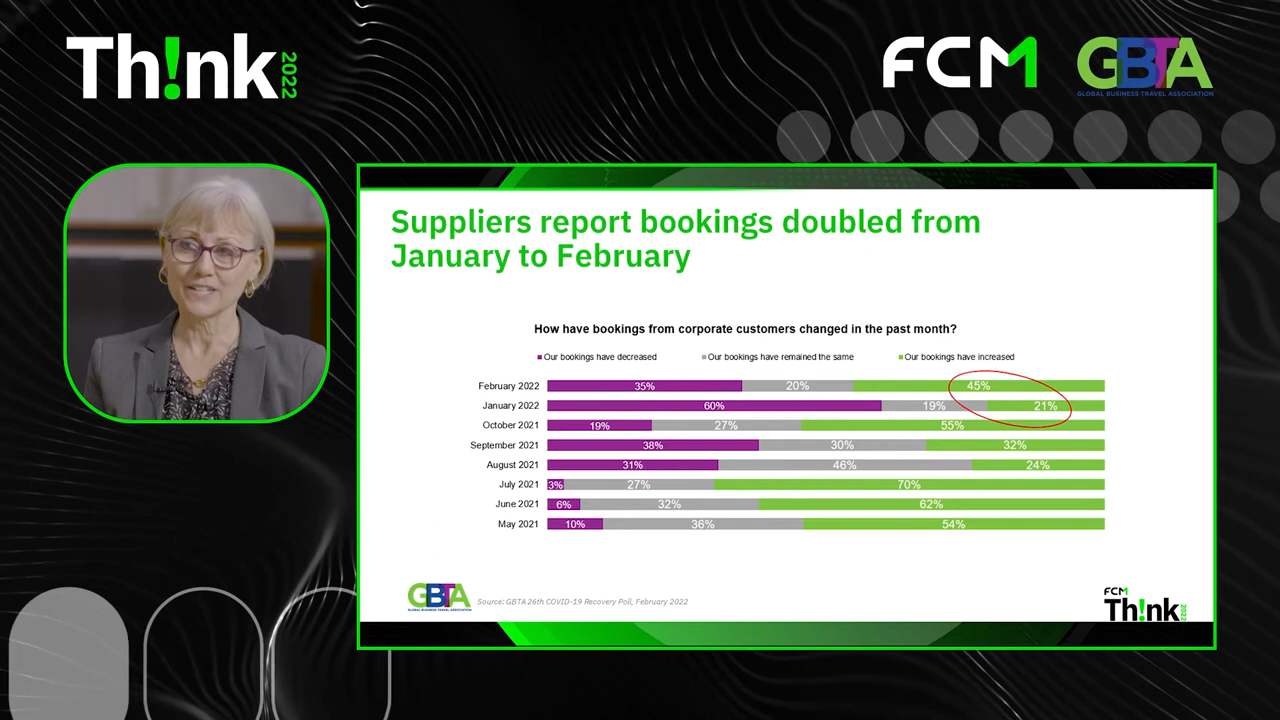 Th!nk 2022
FCM
GBTA
GLOBAL BUSINESS TRAVEL ASSOCIATION
Suppliers report bookings doubled from
January to February
How have bookings from corporate customers changed in the past month?
Our bookings have decreased
Our bookings have remained the same
Our bookings have increased
February 2022 35% 20% 45%
January 2022 60% 19% 21%
October 2021 19% 27% 55%
September 2021 38% 30% 32%
August 2021 31% 46% 24%
July 2021 3% 27% 70%
June 2021 6% 32% 62%
May 2021 10% 36% 54%
GBTA
GLOBAL BUSINESS TRAVEL ASSOCIATION
Source: GBTA 26th COVID-19 Recovery Poll, February 2022
FCM
Th!nk 2022